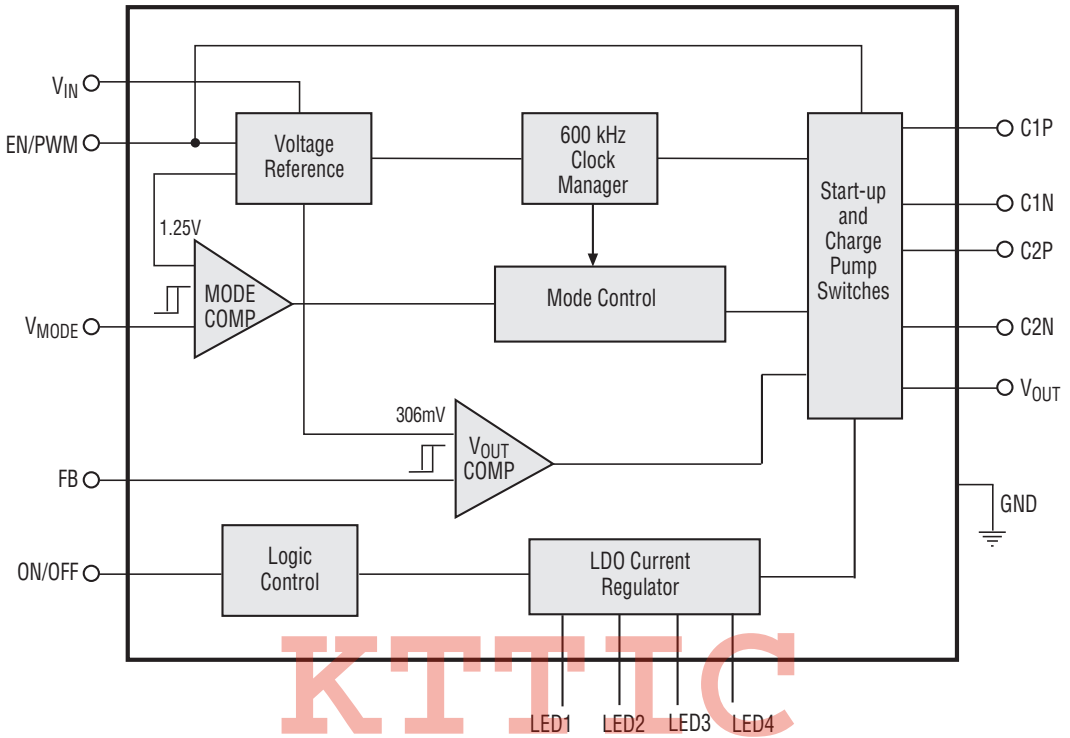 VIN
EN/PWM
Voltage
Reference
600 kHz
Clock
Manager
C1P
Start-up
and
Charge
Pump
Switches
C1N
C2P
1.25V
MODE
COMP
Mode Control
VMODE
C2N
VOUT
306mV
VOUT
COMP
FB
GND
ON/OFF
Logic
Control
LDO Current
Regulator
KTTIC
LED1
LED2
LED3
LED4